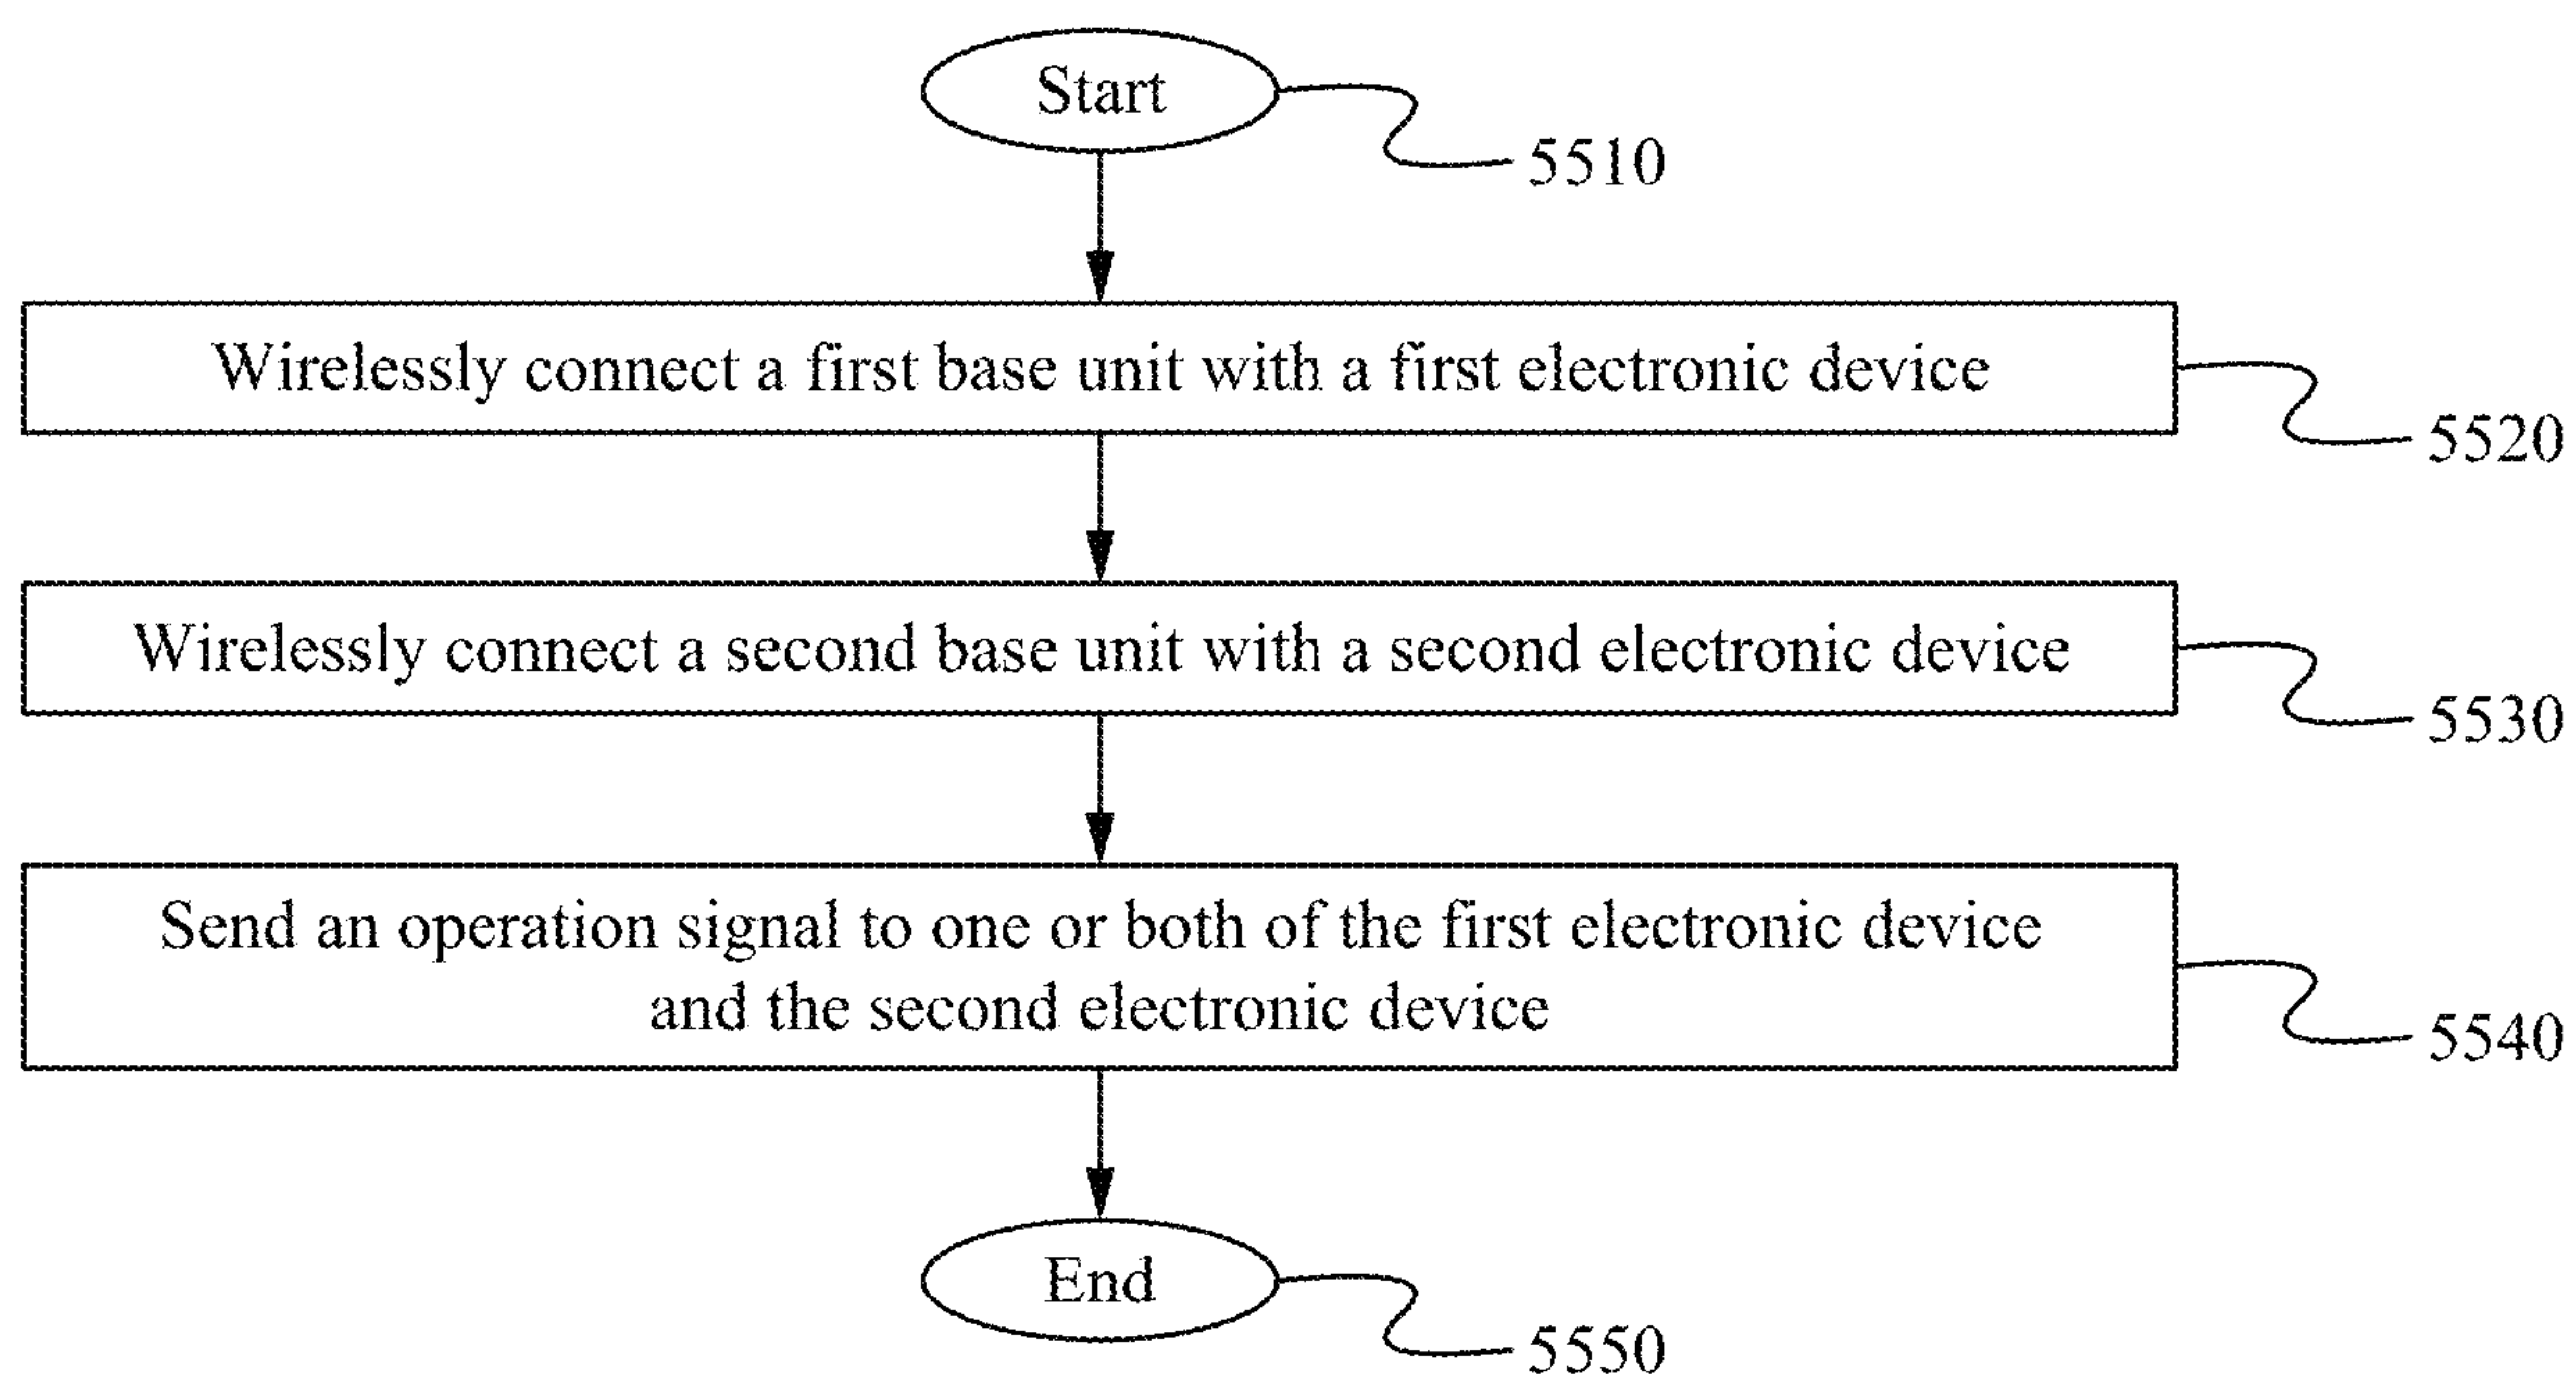 Start
5510
Wirelessly connect a first base unit with a first electronic device
5520
Wirelessly connect a second base unit with a second electronic device
5530
Send an operation signal to one or both of the first electronic device
and the second electronic device
5540
End
5550